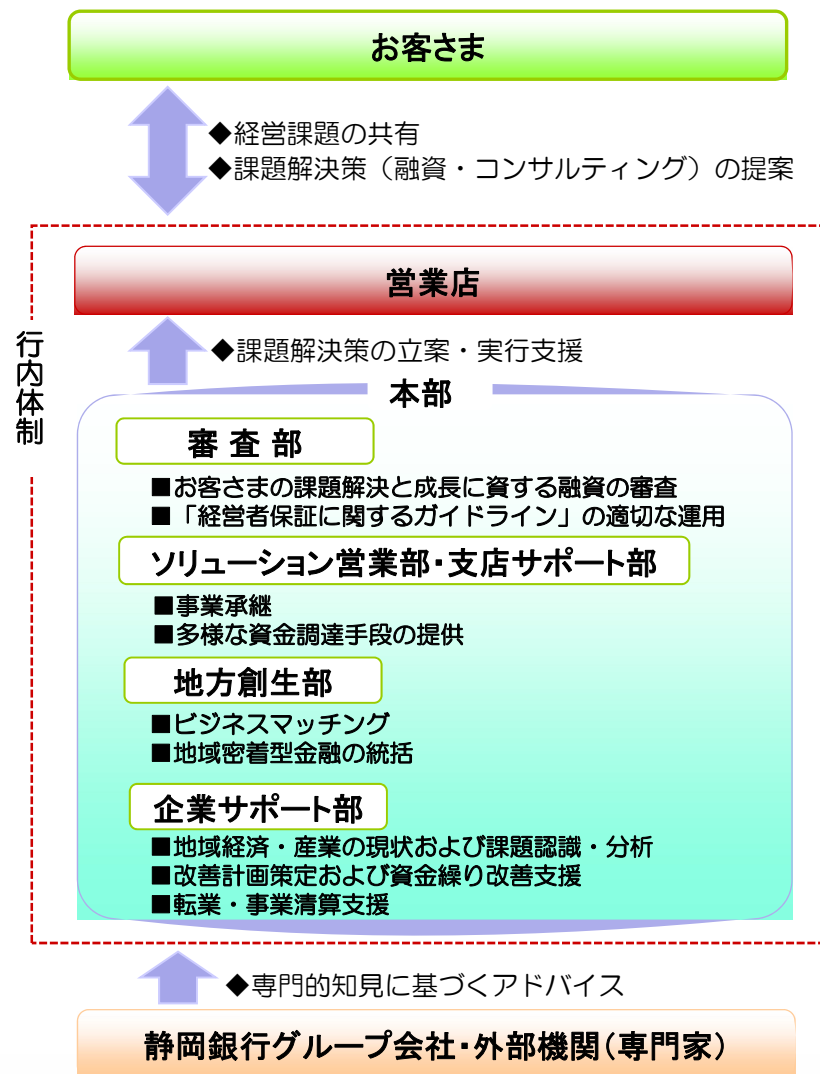 お客さま
◆経営課題の共有
◆課題解決策（融資・コンサルティング）の提案
営業店
行内体制
◆課題解決策の立案・実行支援
本部
審査部
■お客さまの課題解決と成長に資する融資の審査
■「経営者保証に関するガイドライン」の適切な運用
ソリューション営業部・支店サポート部
■事業承継
■多様な資金調達手段の提供
地方創生部
■ビジネスマッチング
■地域密着型金融の統括
企業サポート部
■地域経済・産業の現状および課題認識・分析
■改善計画策定および資金繰り改善支援
■転業・事業清算支援
◆専門的知見に基づくアドバイス
静岡銀行グループ会社・外部機関（専門家）